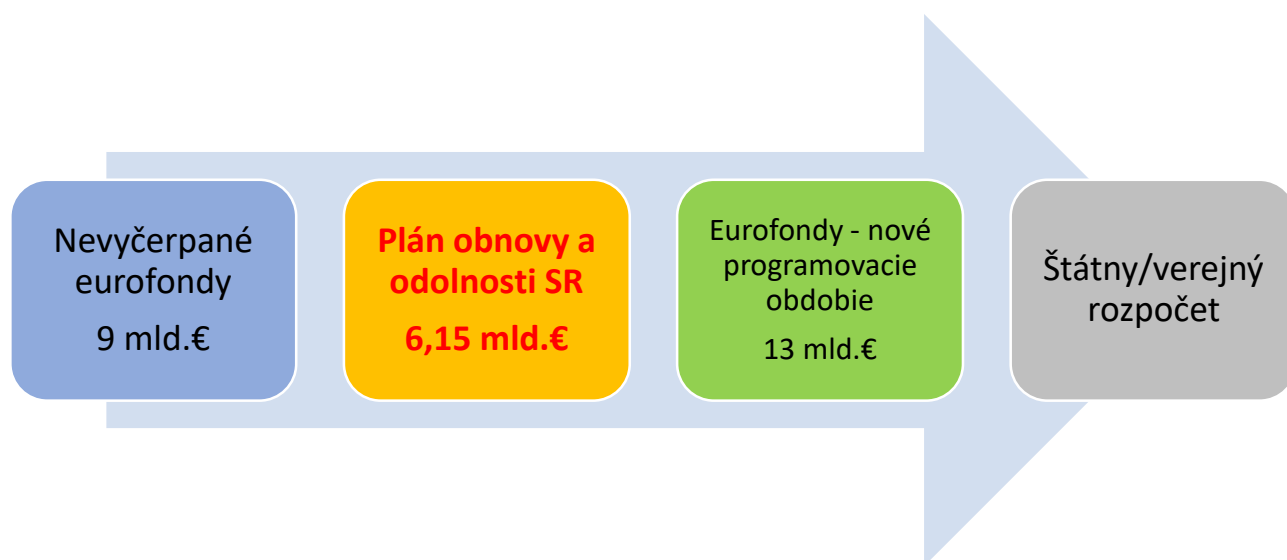 Nevyčerpané
eurofondy
9 mld.€
Plán obnovy a
odolnosti SR
6,15 mld.€
Eurofondy - nové
programovacie
obdobie
13 mld.€
Štátny/verejný
rozpočet